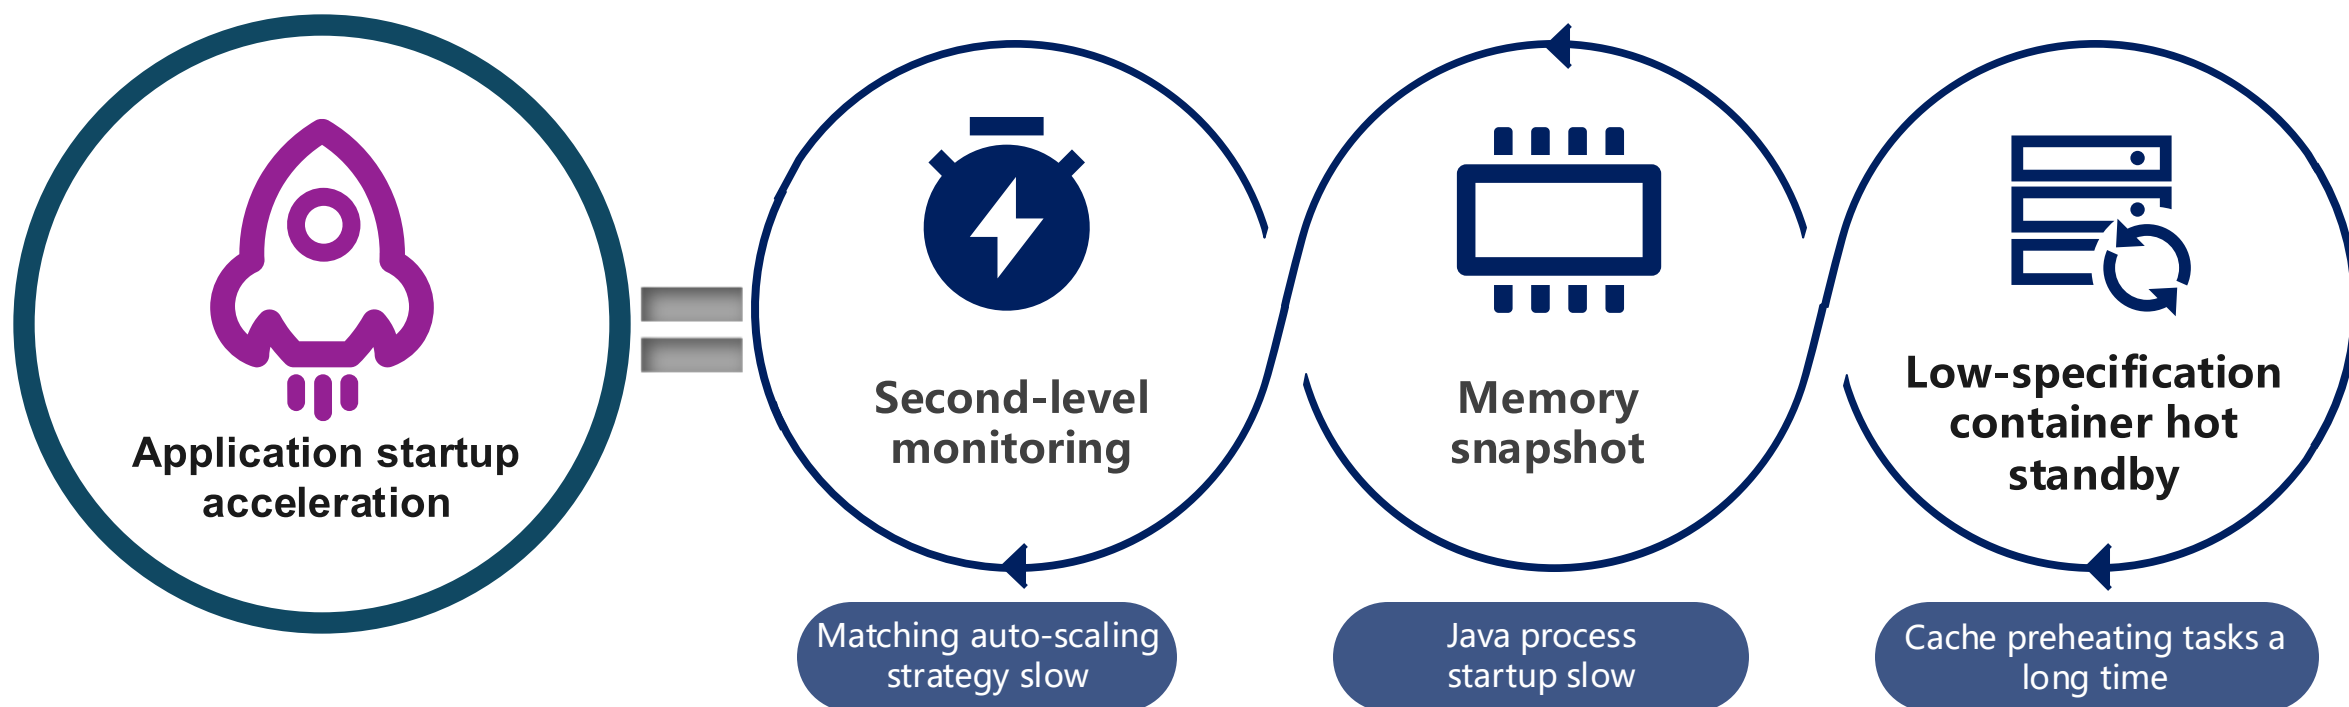 Application startup
acceleration
Second-level
monitoring
Memory
snapshot
Low-specification
container hot
standby
Matching auto-scaling
strategy slow
Java process
startup slow
Cache preheating tasks a
long time